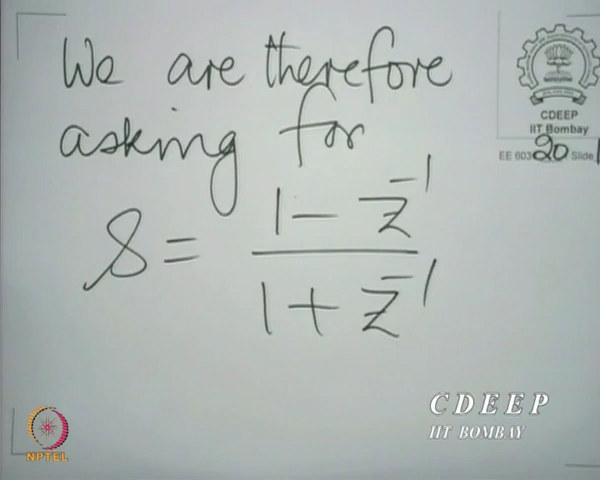 We are therefore
asking for
s = 1 - z^-1
1 + z^-1
CDEEP
IIT Bombay
EE 603 20 Slide
CDEEP
IIT BOMBAY
NPTEL